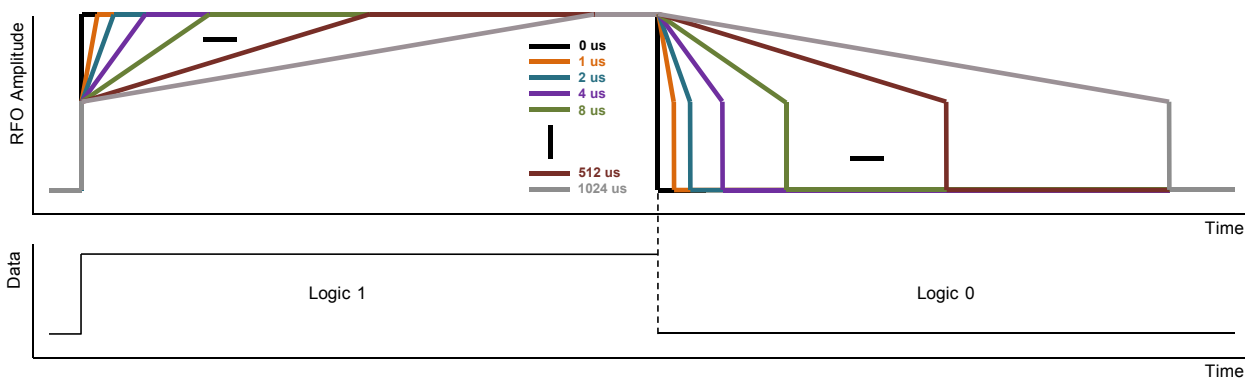 RFO Amplitude
0 us
1 us
2 us
4 us
8 us
512 us
1024 us
Time
Data
Logic 1
Logic 0
Time